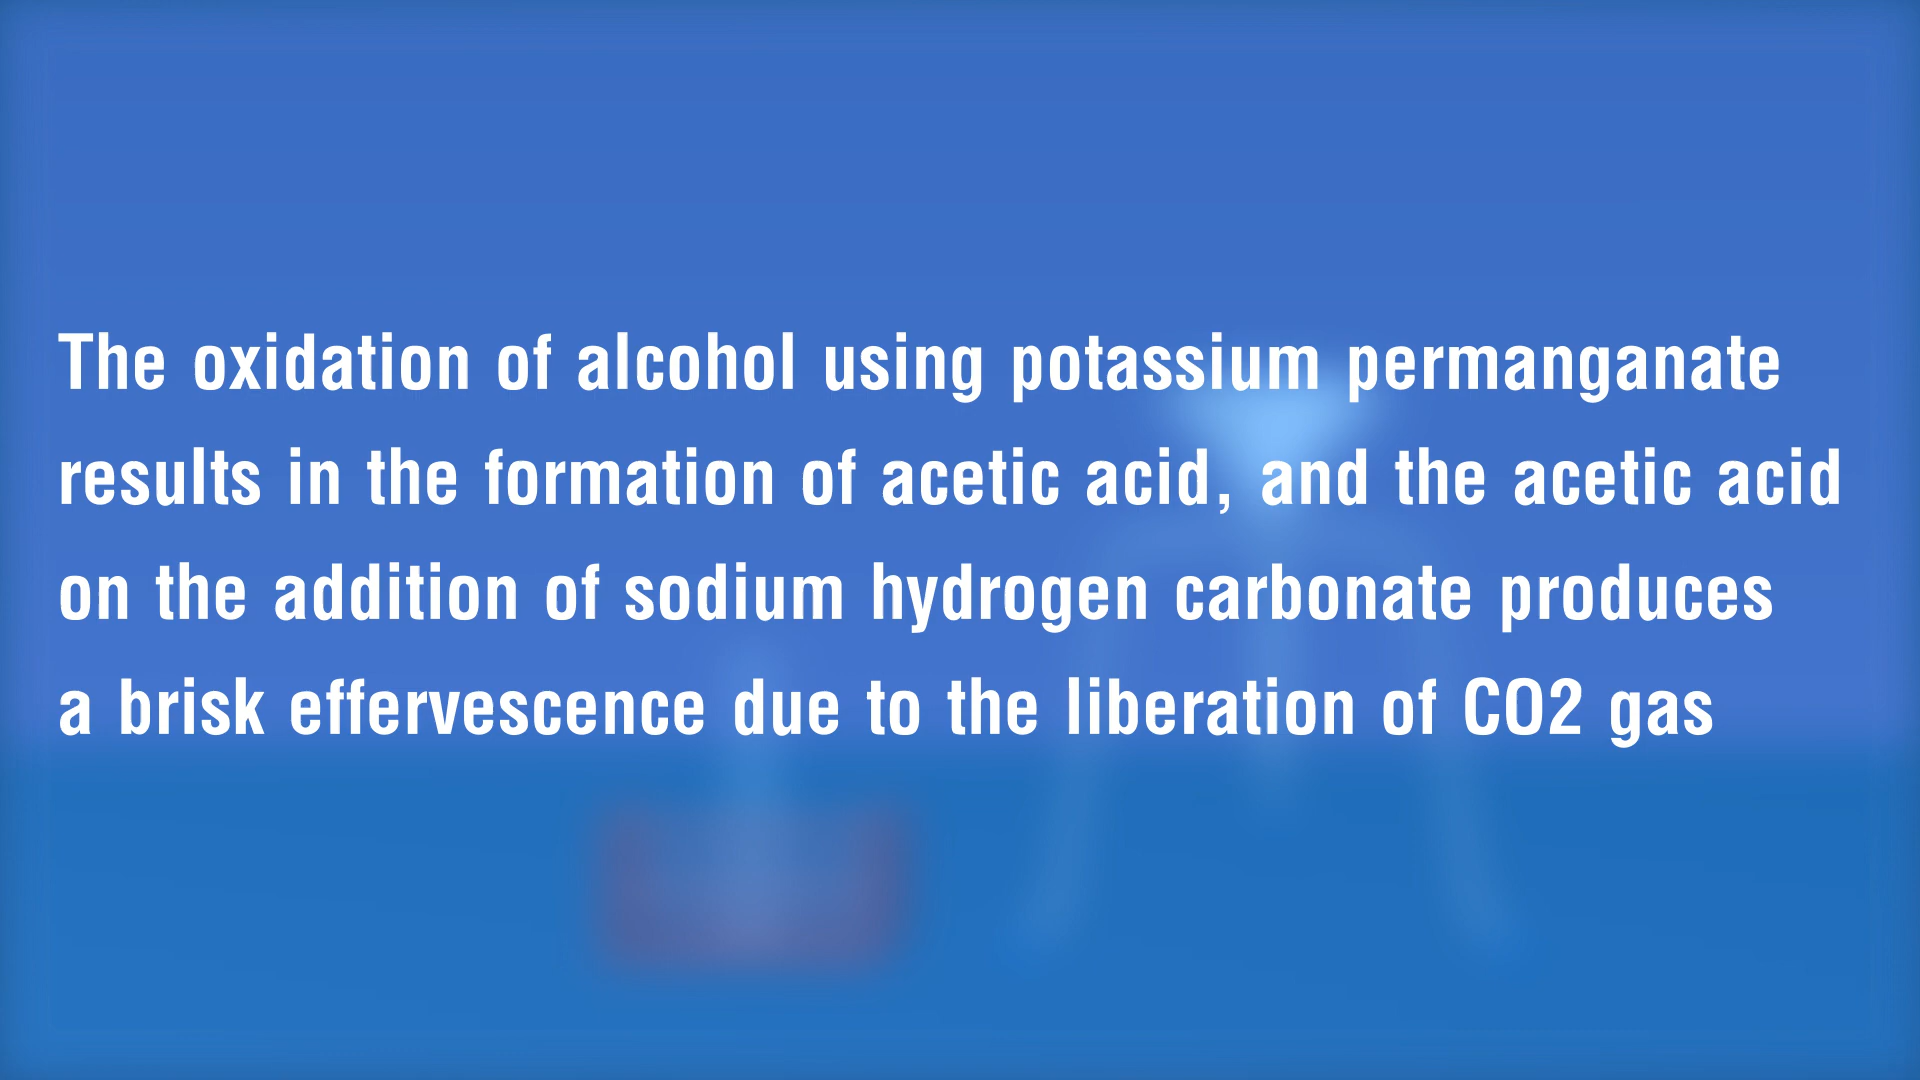 The oxidation of alcohol using potassium permanganate
results in the formation of acetic acid, and the acetic acid
on the addition of sodium hydrogen carbonate produces
a brisk effervescence due to the liberation of CO2 gas